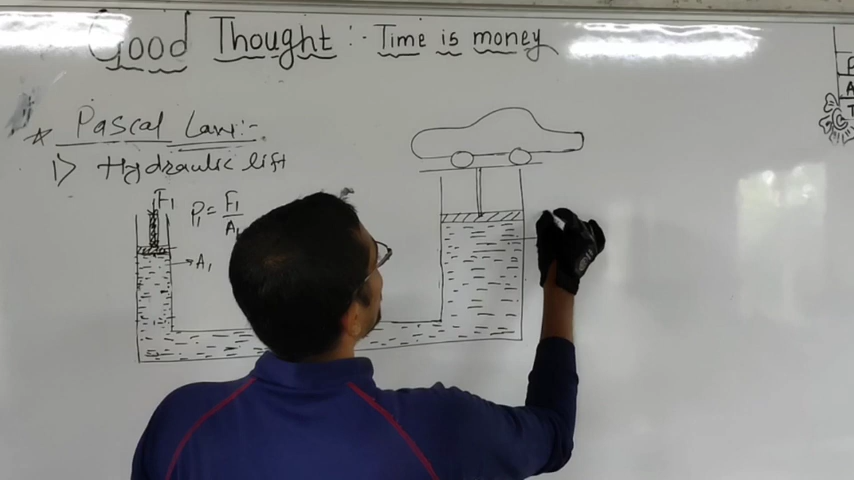 Good Thought :- Time is money
Pascal Law:-
1> Hydraulic lift
F1
P1 = F1
A1
A1
P
A
T